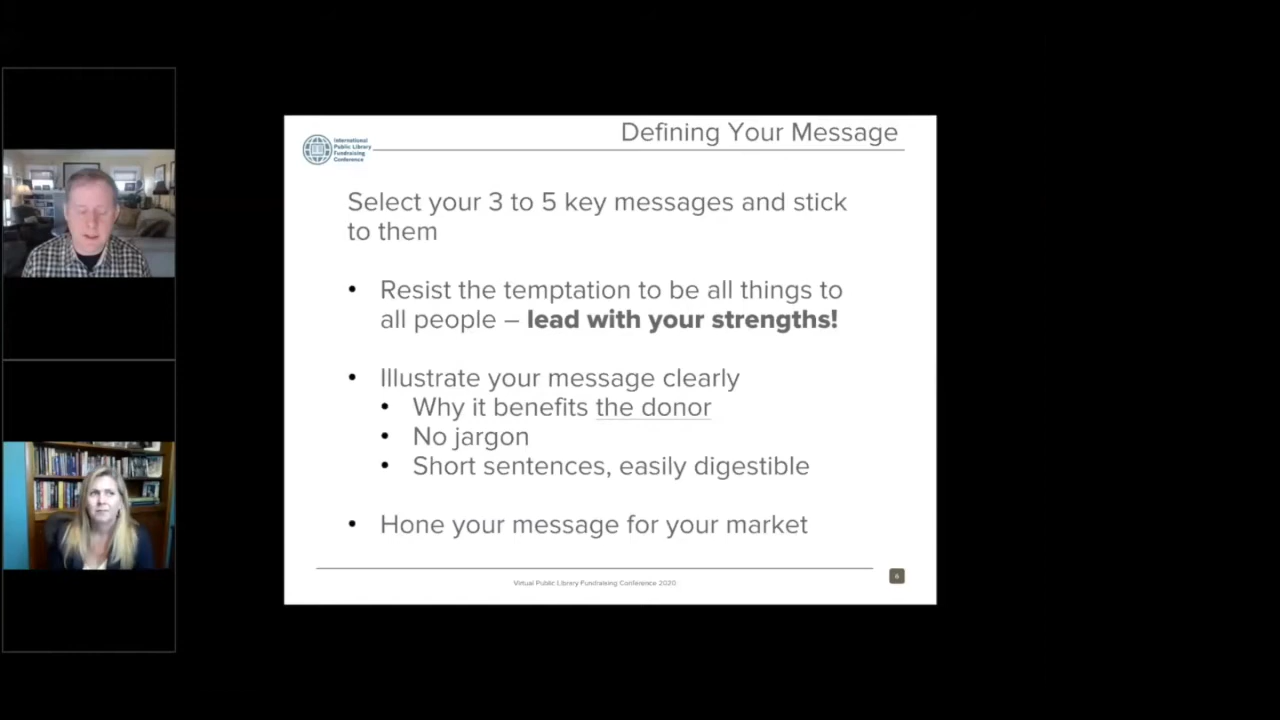 Defining Your Message
International
Public Library
Fundraising
Conference
Select your 3 to 5 key messages and stick
to them
• Resist the temptation to be all things to
all people – lead with your strengths!
• Illustrate your message clearly
• Why it benefits the donor
• No jargon
• Short sentences, easily digestible
• Hone your message for your market
Virtual Public Library Fundraising Conference 2020
6